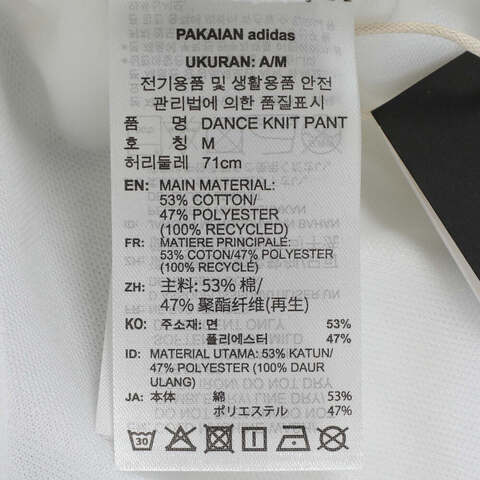 PAKAIAN adidas
UKURAN: A/M
전기용품 및 생활용품 안전
관리법에 의한 품질표시
품 명 DANCE KNIT PANT
호 칭 M
허리둘레 71cm
EN: MAIN MATERIAL:
53% COTTON/
47% POLYESTER
(100% RECYCLED)
FR: MATIERE PRINCIPALE:
53% COTON/47% POLYESTER
(100% RECYCLÉ)
ZH: 主料: 53% 棉/
47% 聚酯纤维(再生)
KO: 주소재: 면 53%
폴리에스터 47%
ID: MATERIAL UTAMA: 53% KATUN/
47% POLYESTER (100% DAUR
ULANG)
JA: 本体 綿 53%
ポリエステル 47%
30